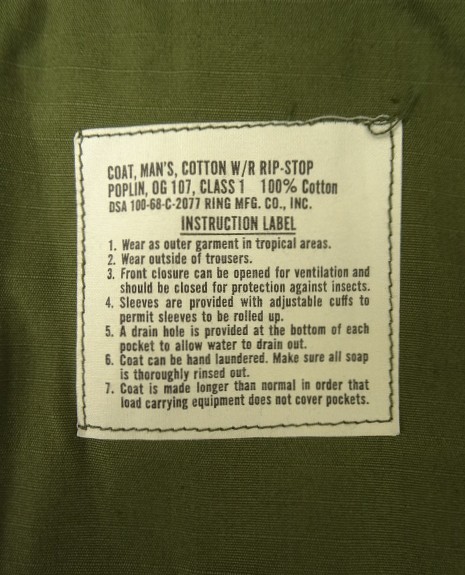 COAT, MAN'S, COTTON W/R RIP-STOP
POPLIN, OG 107, CLASS 1 100% Cotton
DSA 100-68-C-2077 RING MFG. CO., INC.
INSTRUCTION LABEL
1. Wear as outer garment in tropical areas.
2. Wear outside of trousers.
3. Front closure can be opened for ventilation and
should be closed for protection against insects.
4. Sleeves are provided with adjustable cuffs to
permit sleeves to be rolled up.
5. A drain hole is provided at the bottom of each
pocket to allow water to drain out.
6. Coat can be hand laundered. Make sure all soap
is thoroughly rinsed out.
7. Coat is made longer than normal in order that
load carrying equipment does not cover pockets.